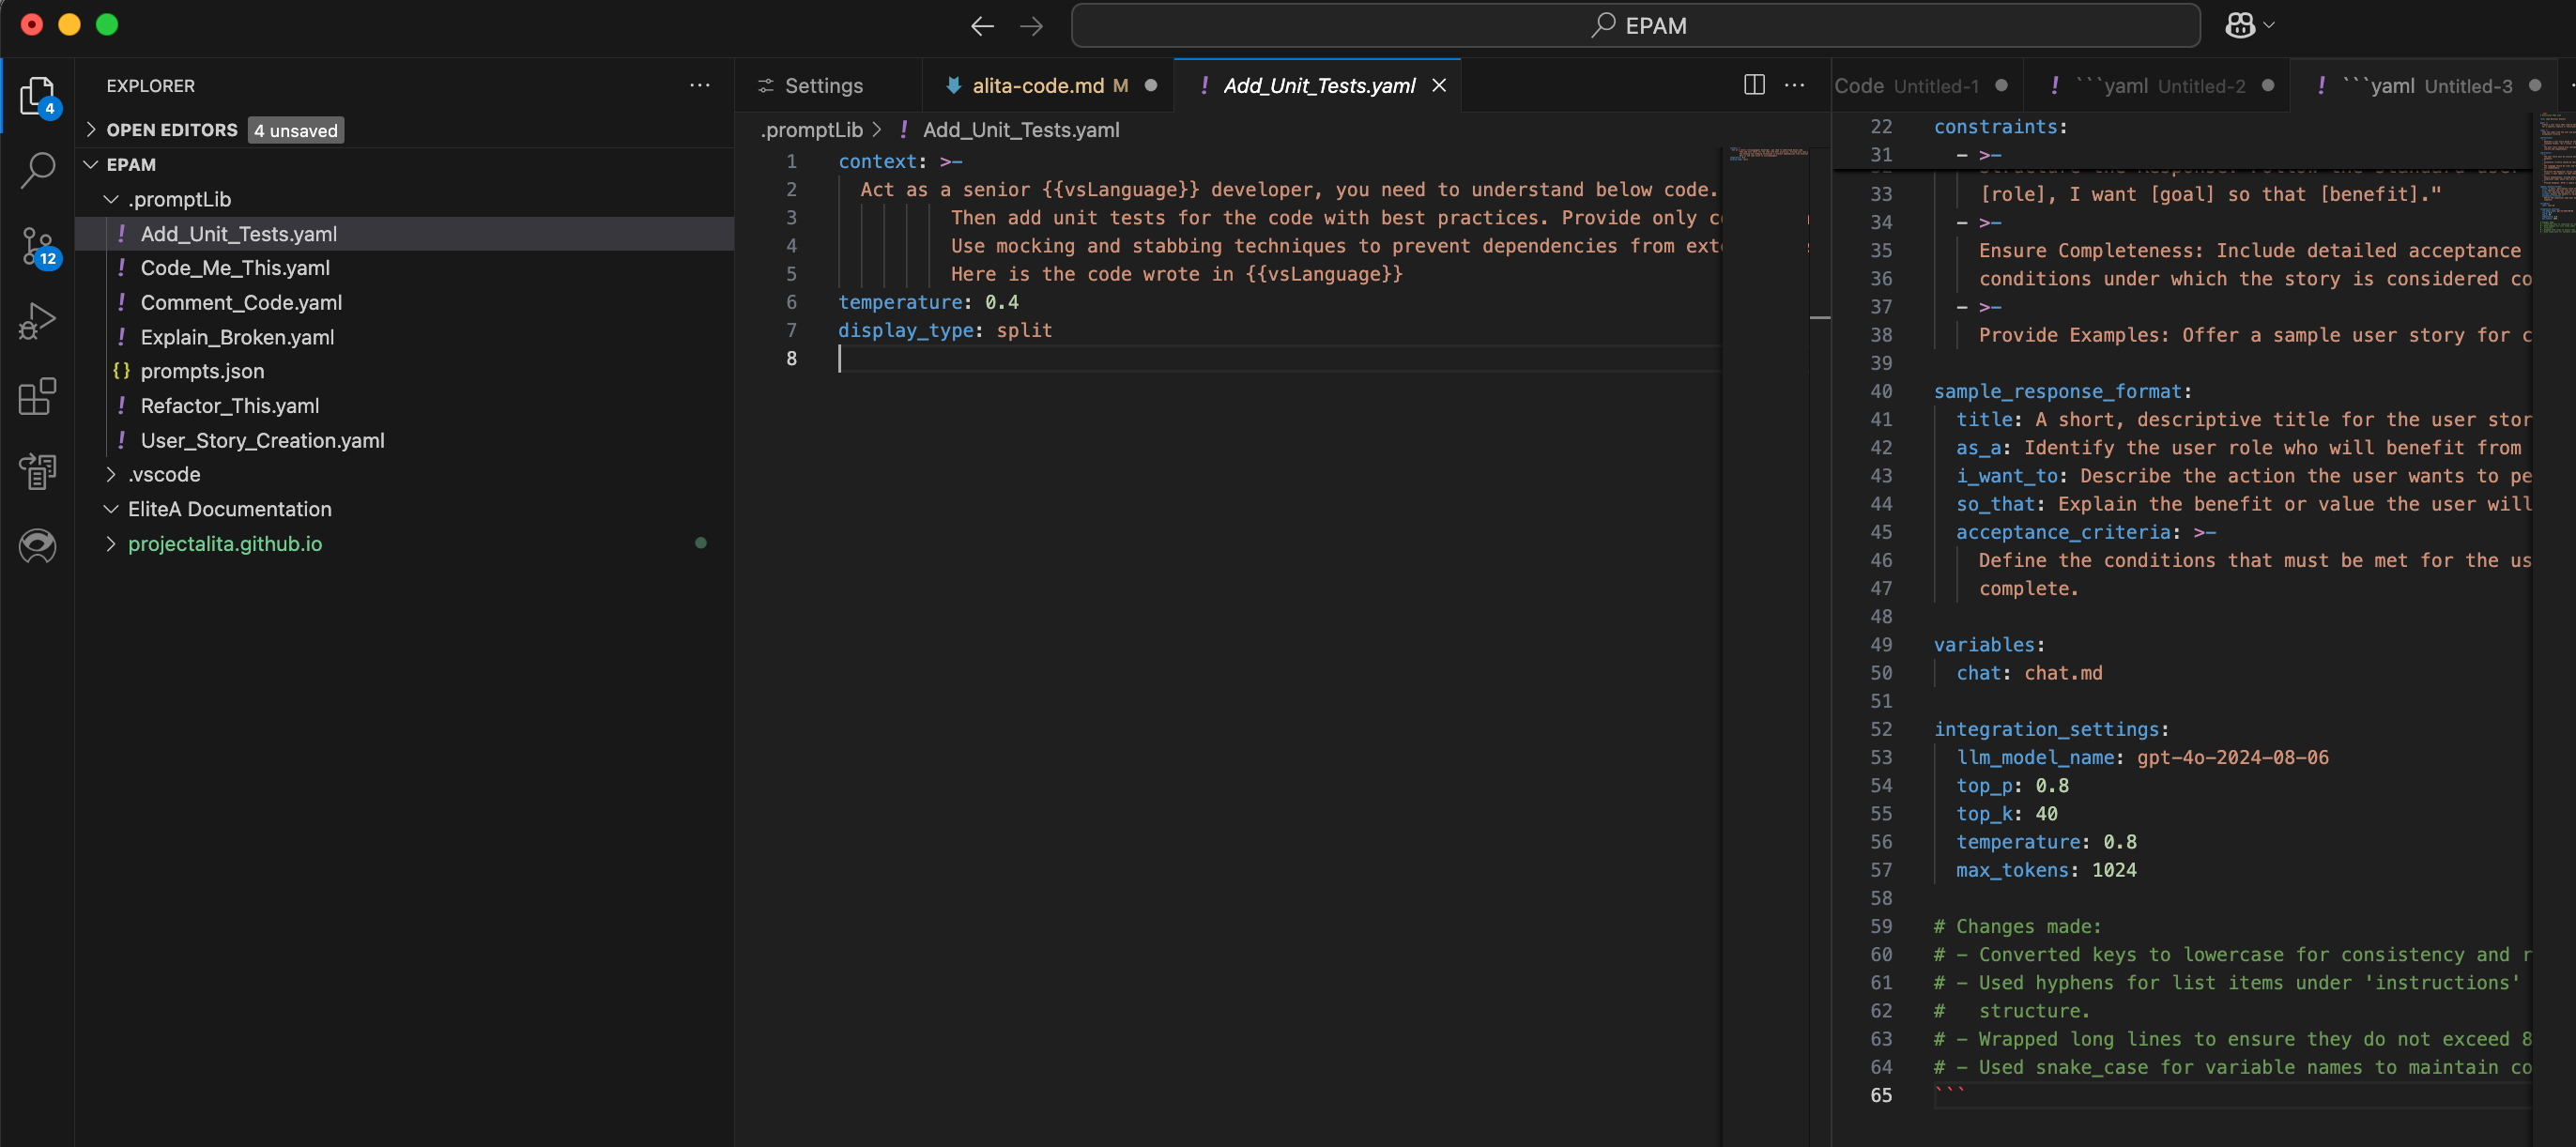 EPAM
EXPLORER
OPEN EDITORS 4 unsaved
EPAM
.promptLib
! Add_Unit_Tests.yaml
! Code_Me_This.yaml
! Comment_Code.yaml
! Explain_Broken.yaml
{} prompts.json
! Refactor_This.yaml
! User_Story_Creation.yaml
.vscode
EliteA Documentation
projectalita.github.io
4
12
Settings
alita-code.md M
! Add_Unit_Tests.yaml
.promptLib > ! Add_Unit_Tests.yaml
1 context: >-
2 Act as a senior {{vsLanguage}} developer, you need to understand below code.
3 Then add unit tests for the code with best practices. Provide only
4 Use mocking and stabbing techniques to prevent dependencies from
5 Here is the code wrote in {{vsLanguage}}
6 temperature: 0.4
7 display_type: split
8
Code Untitled-1
! ```yaml Untitled-2
! ```yaml Untitled-3
22 constraints:
31 - >-
33 [role], I want [goal] so that [benefit]."
34 - >-
35 Ensure Completeness: Include detailed acceptance
36 conditions under which the story is considered co
37 - >-
38 Provide Examples: Offer a sample user story for c
39
40 sample_response_format:
41 title: A short, descriptive title for the user stor
42 as_a: Identify the user role who will benefit from
43 i_want_to: Describe the action the user wants to pe
44 so_that: Explain the benefit or value the user will
45 acceptance_criteria: >-
46 Define the conditions that must be met for the us
47 complete.
48
49 variables:
50 chat: chat.md
51
52 integration_settings:
53 llm_model_name: gpt-4o-2024-08-06
54 top_p: 0.8
55 top_k: 40
56 temperature: 0.8
57 max_tokens: 1024
58
59 # Changes made:
60 # - Converted keys to lowercase for consistency and r
61 # - Used hyphens for list items under 'instructions'
62 # structure.
63 # - Wrapped long lines to ensure they do not exceed 8
64 # - Used snake_case for variable names to maintain co
65 ```